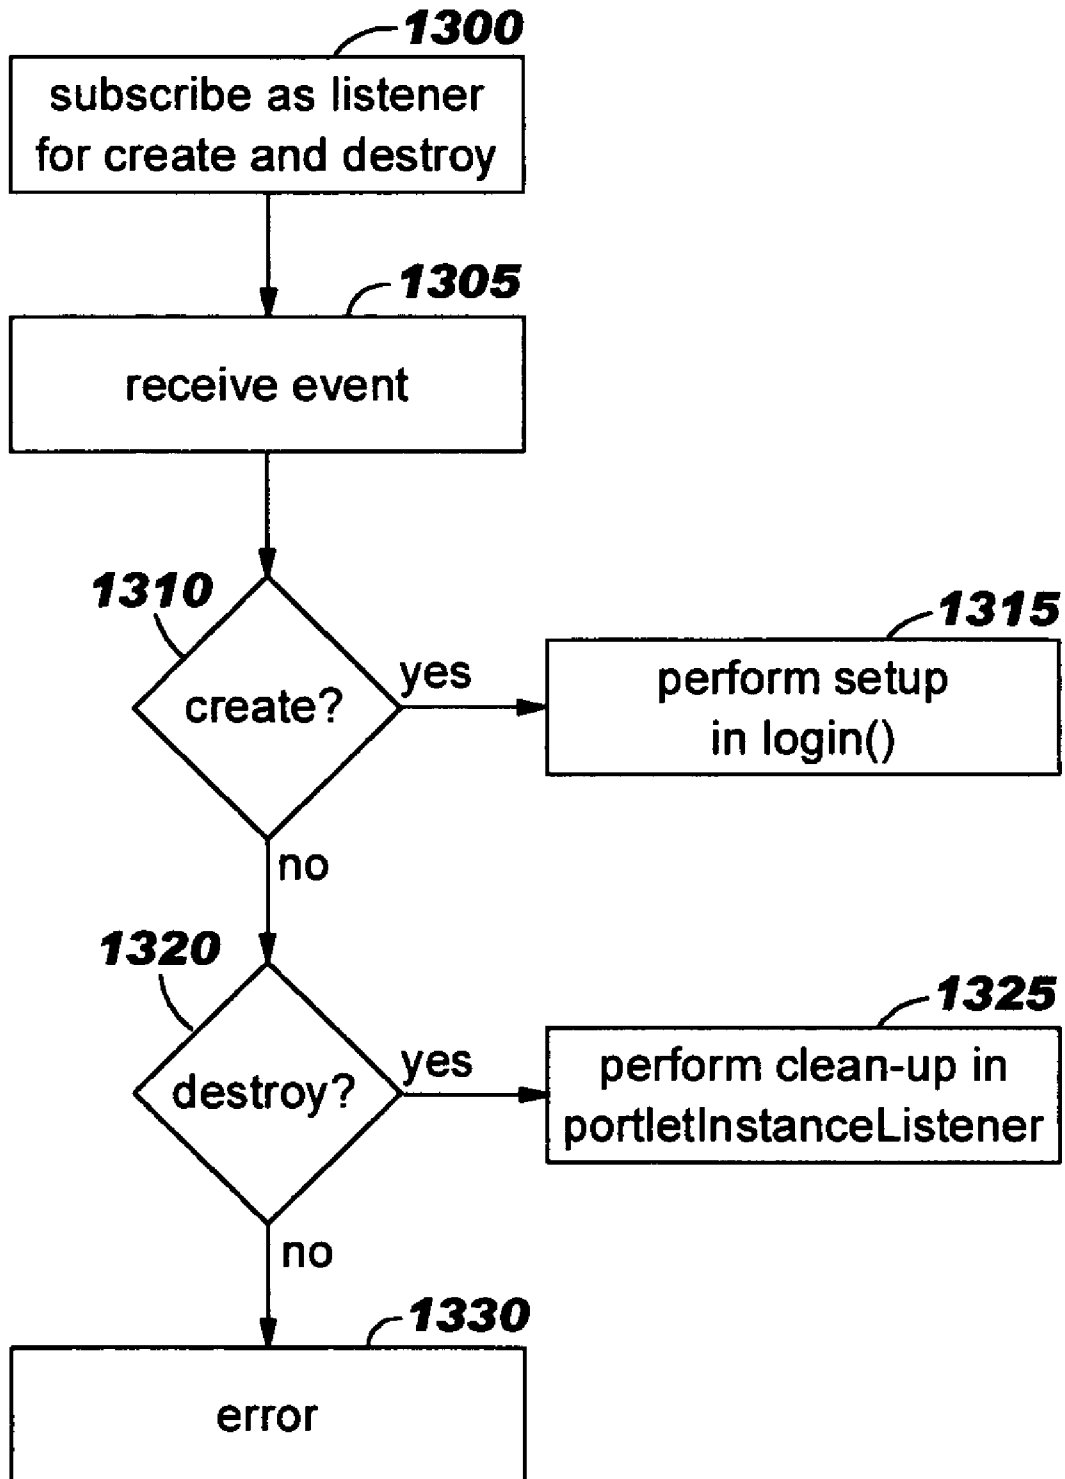 1300
subscribe as listener
for create and destroy
1305
receive event
1310
create?
yes
1315
perform setup
in login()
no
1320
destroy?
yes
1325
perform clean-up in
portletInstanceListener
no
1330
error